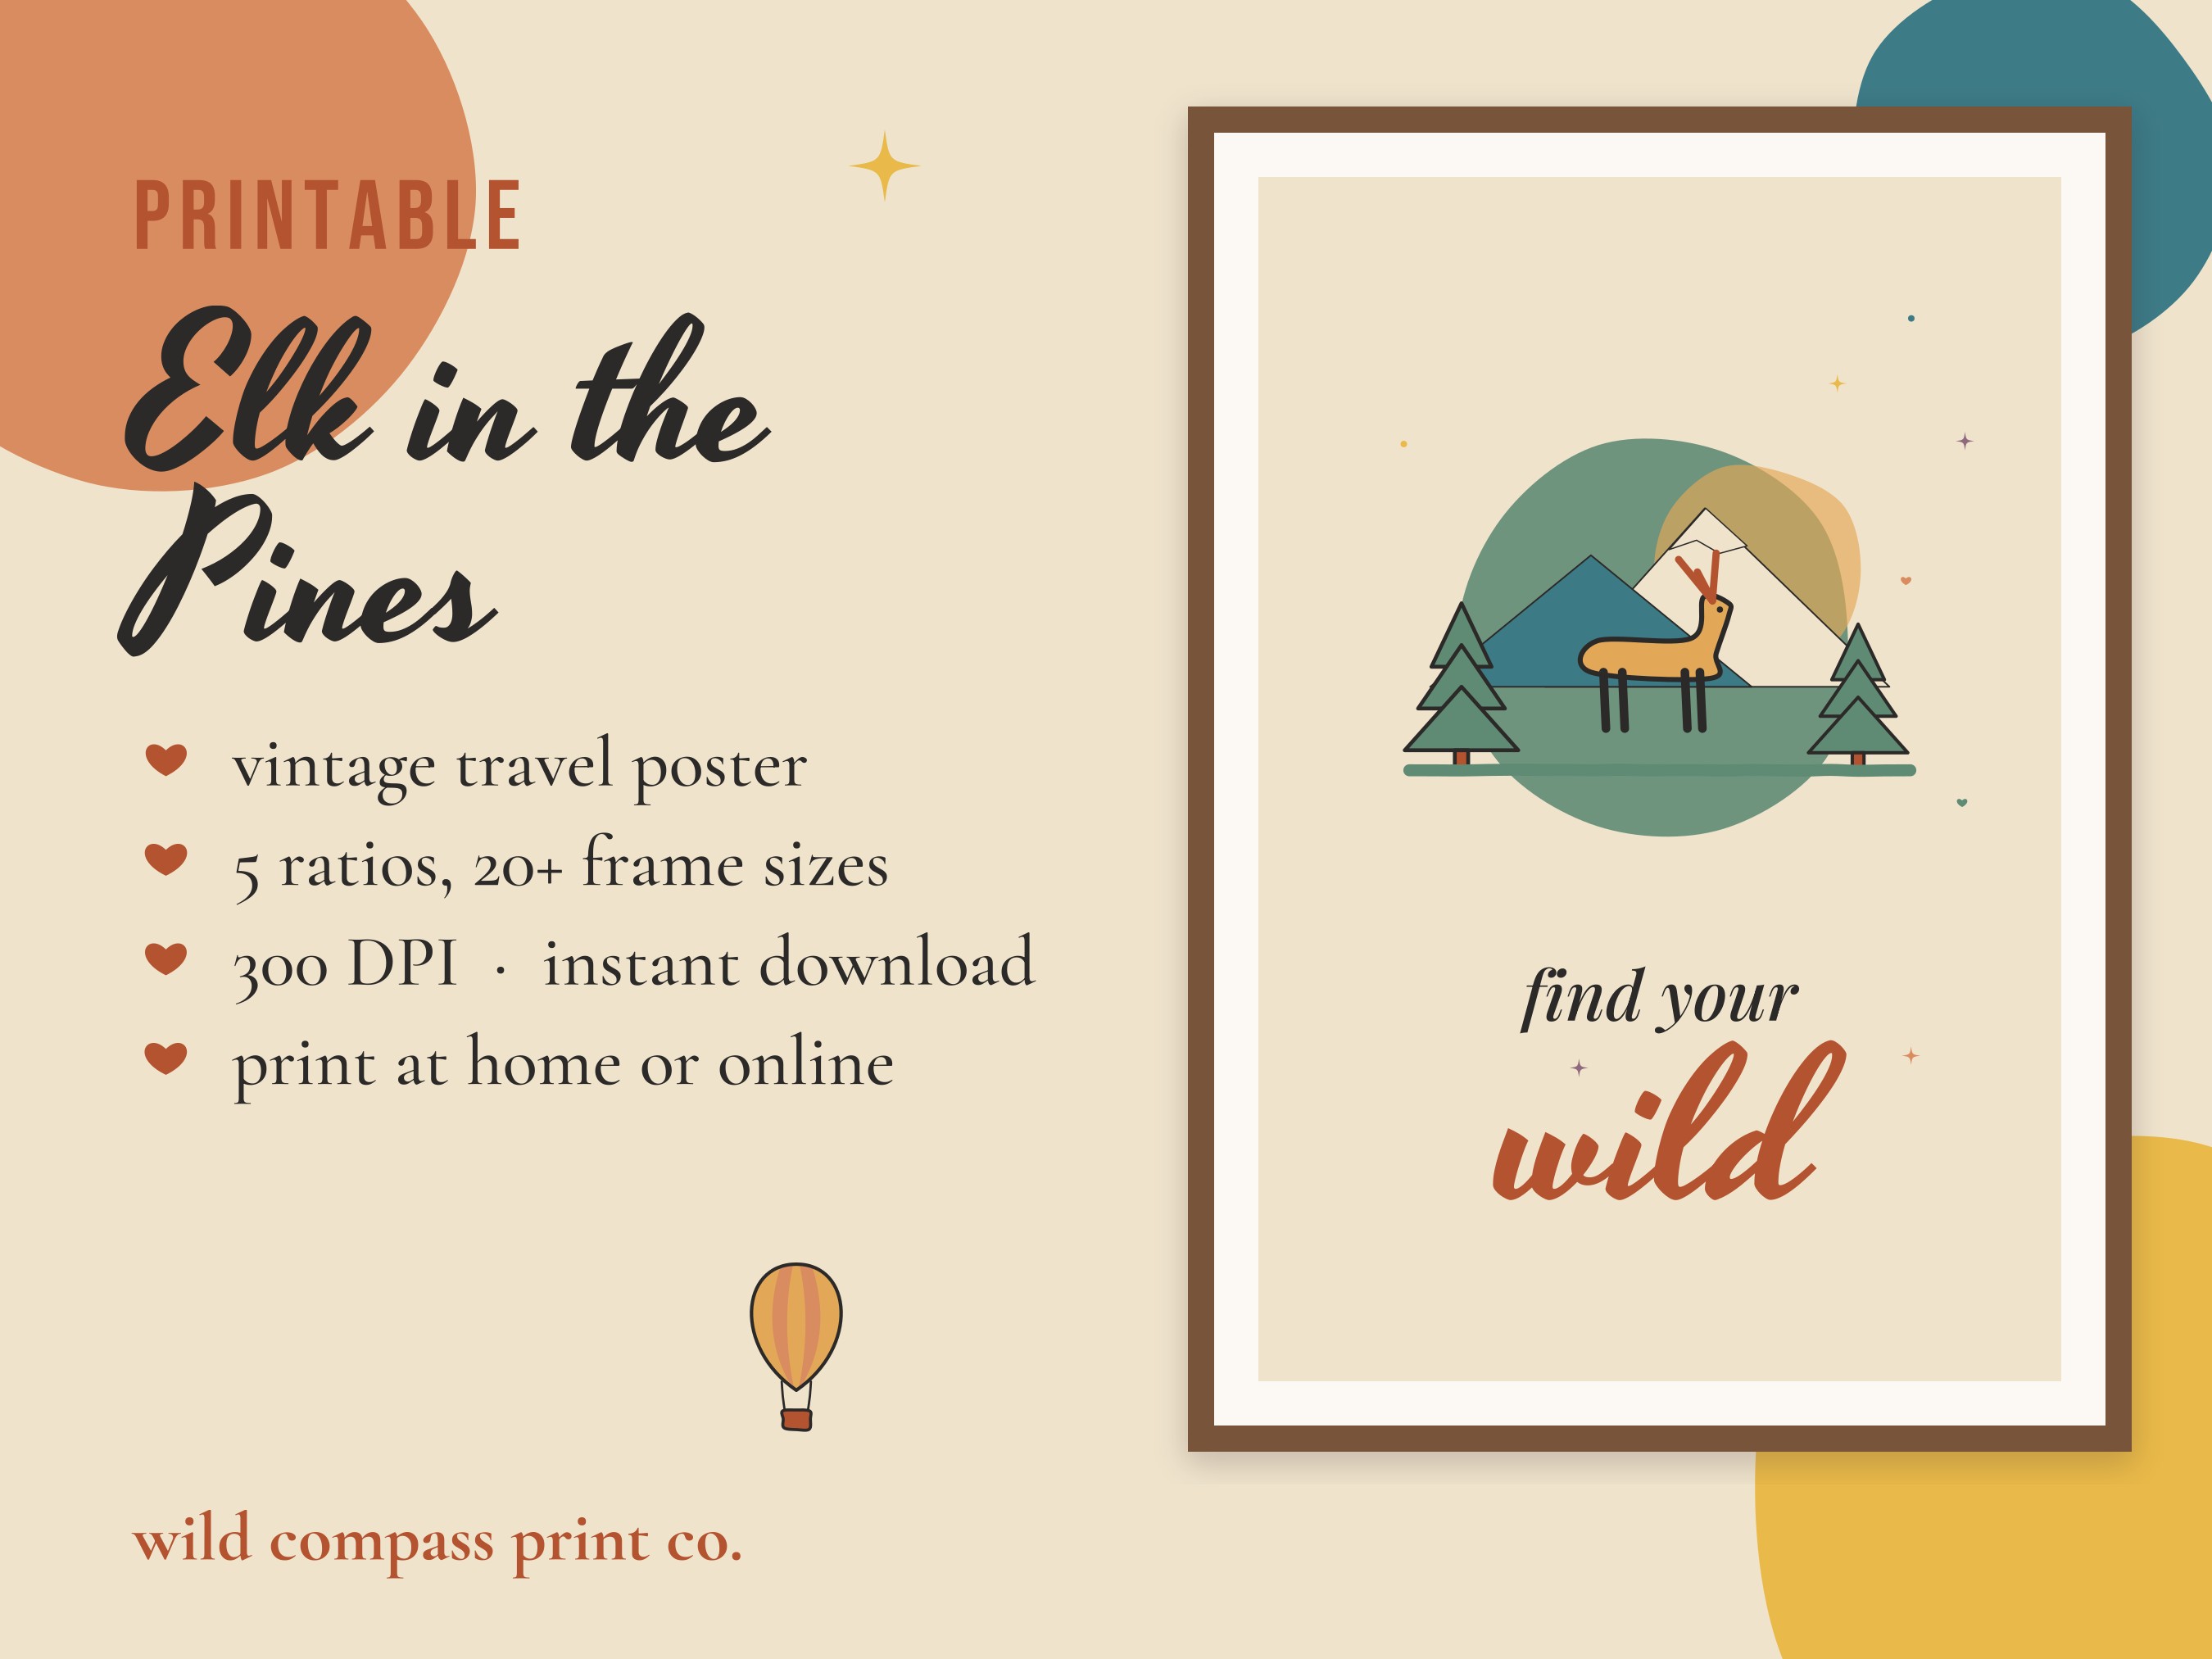 PRINTABLE
Elk in the
Pines
vintage travel poster
5 ratios, 20+ frame sizes
300 DPI · instant download
print at home or online
wild compass print co.
find your
wild